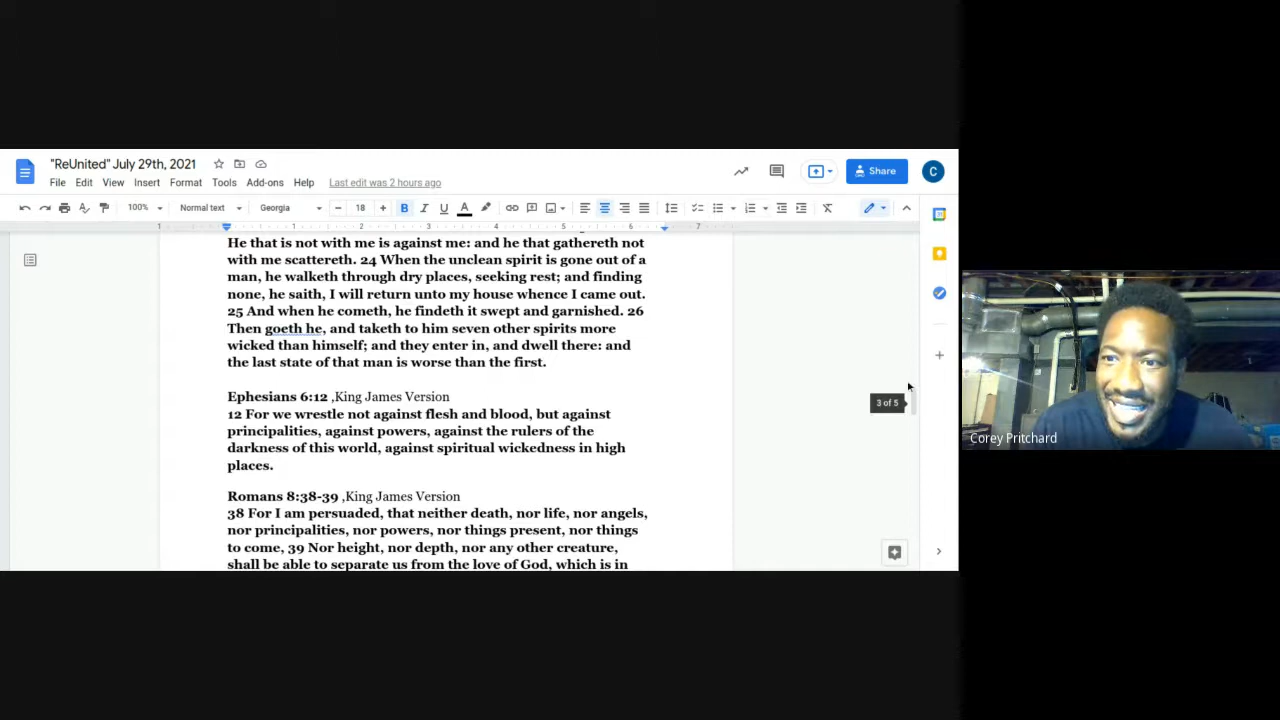 "ReUnited" July 29th, 2021
File Edit View Insert Format Tools Add-ons Help Last edit was 2 hours ago
Share
C
100% Normal text Georgia - 18 + B I U A
1 1 2 3 4 5 6 7
He that is not with me is against me: and he that gathereth not
with me scattereth. 24 When the unclean spirit is gone out of a
man, he walketh through dry places, seeking rest; and finding
none, he saith, I will return unto my house whence I came out.
25 And when he cometh, he findeth it swept and garnished. 26
Then goeth he, and taketh to him seven other spirits more
wicked than himself; and they enter in, and dwell there: and
the last state of that man is worse than the first.
Ephesians 6:12 ,King James Version
12 For we wrestle not against flesh and blood, but against
principalities, against powers, against the rulers of the
darkness of this world, against spiritual wickedness in high
places.
Romans 8:38-39 ,King James Version
38 For I am persuaded, that neither death, nor life, nor angels,
nor principalities, nor powers, nor things present, nor things
to come, 39 Nor height, nor depth, nor any other creature,
shall be able to separate us from the love of God, which is in
3 of 5
Corey Pritchard